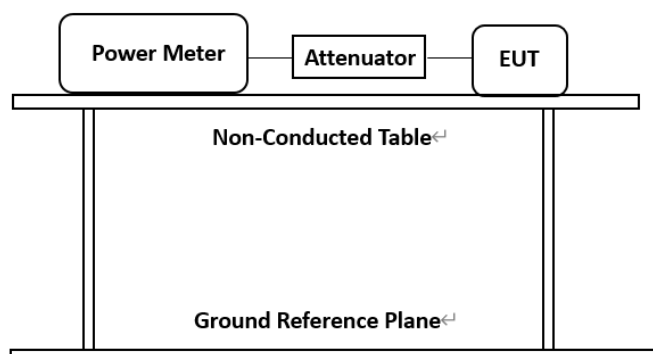 Power Meter
Attenuator
EUT
Non-Conducted Table↵
Ground Reference Plane↵